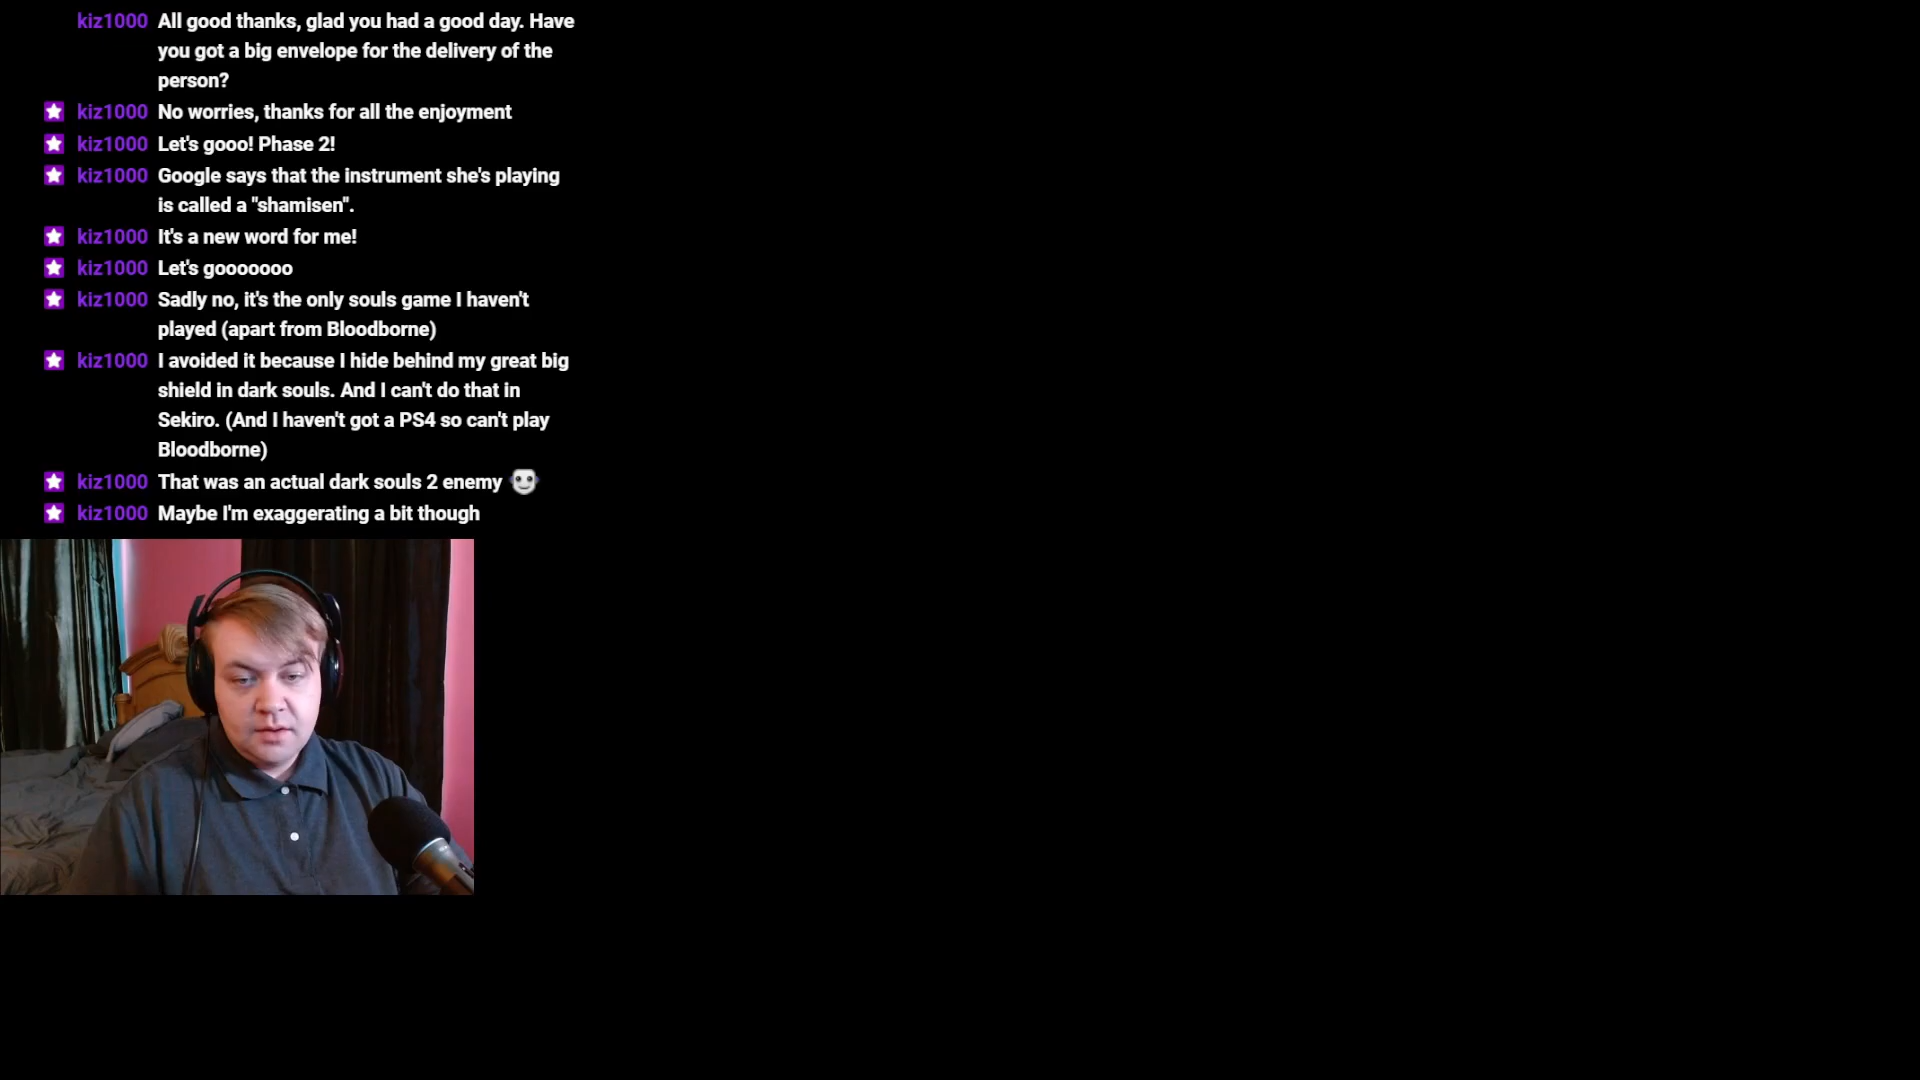 kiz1000 All good thanks, glad you had a good day. Have
you got a big envelope for the delivery of the
person?
kiz1000 No worries, thanks for all the enjoyment
kiz1000 Let's gooo! Phase 2!
kiz1000 Google says that the instrument she's playing
is called a "shamisen".
kiz1000 It's a new word for me!
kiz1000 Let's gooooooo
kiz1000 Sadly no, it's the only souls game I haven't
played (apart from Bloodborne)
kiz1000 I avoided it because I hide behind my great big
shield in dark souls. And I can't do that in
Sekiro. (And I haven't got a PS4 so can't play
Bloodborne)
kiz1000 That was an actual dark souls 2 enemy
kiz1000 Maybe I'm exaggerating a bit though